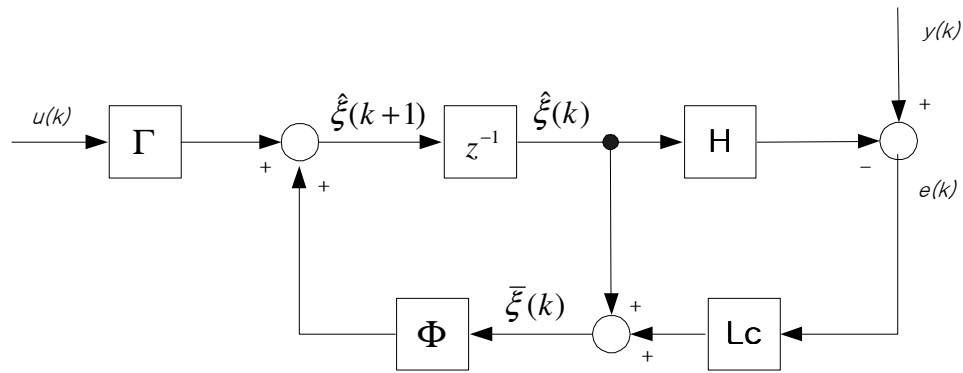 y(k)
u(k)
Γ
+
+
ξ̂(k+1)
z⁻¹
ξ̂(k)
H
−
+
e(k)
Φ
ξ̄(k)
+
+
Lc